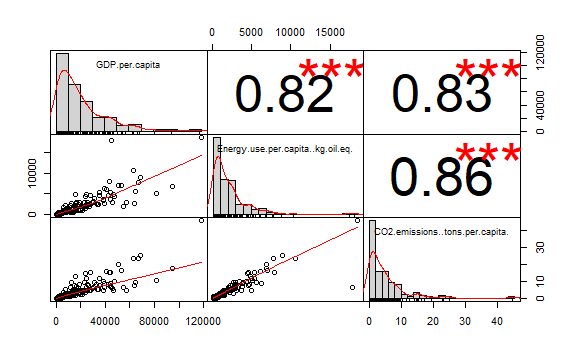 0 5000 10000 15000
GDP.per.capita
0.82
***
0.83
***
0 40000 80000 120000
0 10000
Energy.use.per.capita..kg.oil.eq.
0.86
***
CO2.emissions..tons.per.capita.
0 10 20 30 40
0 40000 80000 120000
0 10 20 30 40